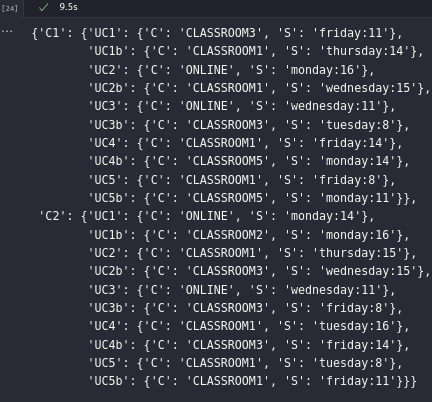 [24] ✓ 9.5s
... {'C1': {'UC1': {'C': 'CLASSROOM3', 'S': 'friday:11'},
'UC1b': {'C': 'CLASSROOM1', 'S': 'thursday:14'},
'UC2': {'C': 'ONLINE', 'S': 'monday:16'},
'UC2b': {'C': 'CLASSROOM1', 'S': 'wednesday:15'},
'UC3': {'C': 'ONLINE', 'S': 'wednesday:11'},
'UC3b': {'C': 'CLASSROOM3', 'S': 'tuesday:8'},
'UC4': {'C': 'CLASSROOM1', 'S': 'friday:14'},
'UC4b': {'C': 'CLASSROOM5', 'S': 'monday:14'},
'UC5': {'C': 'CLASSROOM1', 'S': 'friday:8'},
'UC5b': {'C': 'CLASSROOM5', 'S': 'monday:11'}},
'C2': {'UC1': {'C': 'ONLINE', 'S': 'monday:14'},
'UC1b': {'C': 'CLASSROOM2', 'S': 'monday:16'},
'UC2': {'C': 'CLASSROOM1', 'S': 'thursday:15'},
'UC2b': {'C': 'CLASSROOM3', 'S': 'wednesday:15'},
'UC3': {'C': 'ONLINE', 'S': 'wednesday:11'},
'UC3b': {'C': 'CLASSROOM3', 'S': 'friday:8'},
'UC4': {'C': 'CLASSROOM1', 'S': 'tuesday:16'},
'UC4b': {'C': 'CLASSROOM3', 'S': 'friday:14'},
'UC5': {'C': 'CLASSROOM1', 'S': 'tuesday:8'},
'UC5b': {'C': 'CLASSROOM1', 'S': 'friday:11'}}}